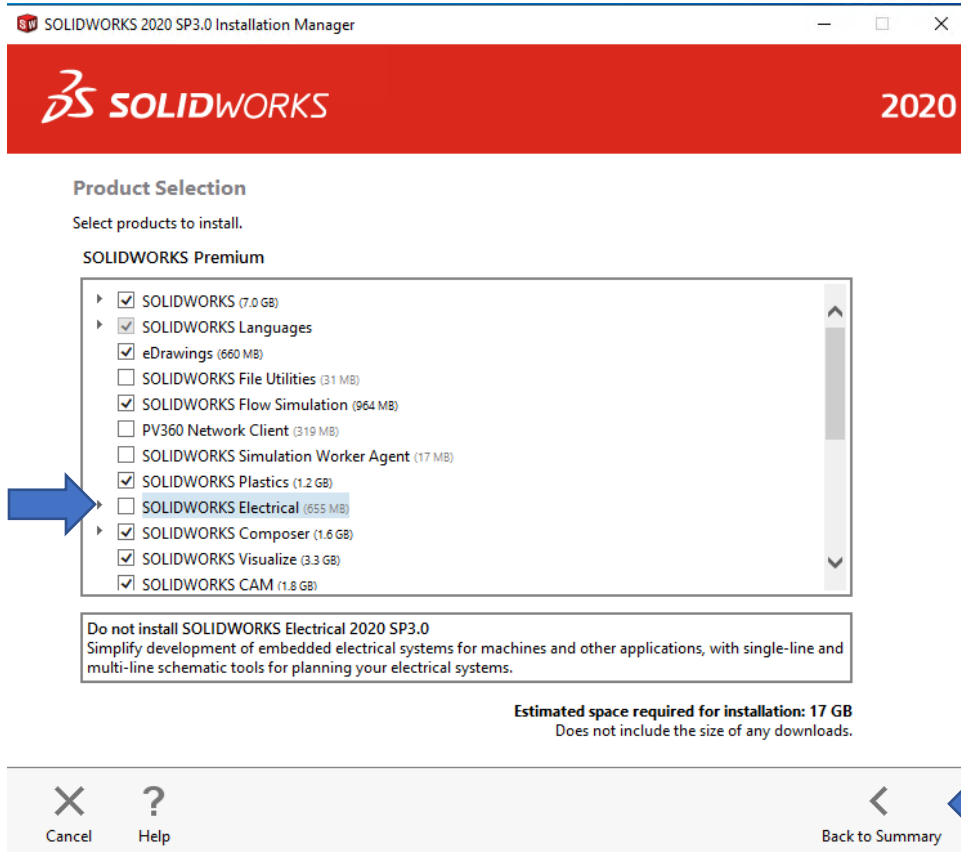 SW SOLIDWORKS 2020 SP3.0 Installation Manager
3DS SOLIDWORKS 2020
Product Selection
Select products to install.
SOLIDWORKS Premium
SOLIDWORKS (7.0 GB)
SOLIDWORKS Languages
eDrawings (660 MB)
SOLIDWORKS File Utilities (31 MB)
SOLIDWORKS Flow Simulation (964 MB)
PV360 Network Client (319 MB)
SOLIDWORKS Simulation Worker Agent (17 MB)
SOLIDWORKS Plastics (1.2 GB)
SOLIDWORKS Electrical (655 MB)
SOLIDWORKS Composer (1.6 GB)
SOLIDWORKS Visualize (3.3 GB)
SOLIDWORKS CAM (1.8 GB)
Do not install SOLIDWORKS Electrical 2020 SP3.0
Simplify development of embedded electrical systems for machines and other applications, with single-line and
multi-line schematic tools for planning your electrical systems.
Estimated space required for installation: 17 GB
Does not include the size of any downloads.
?
Cancel Help Back to Summary